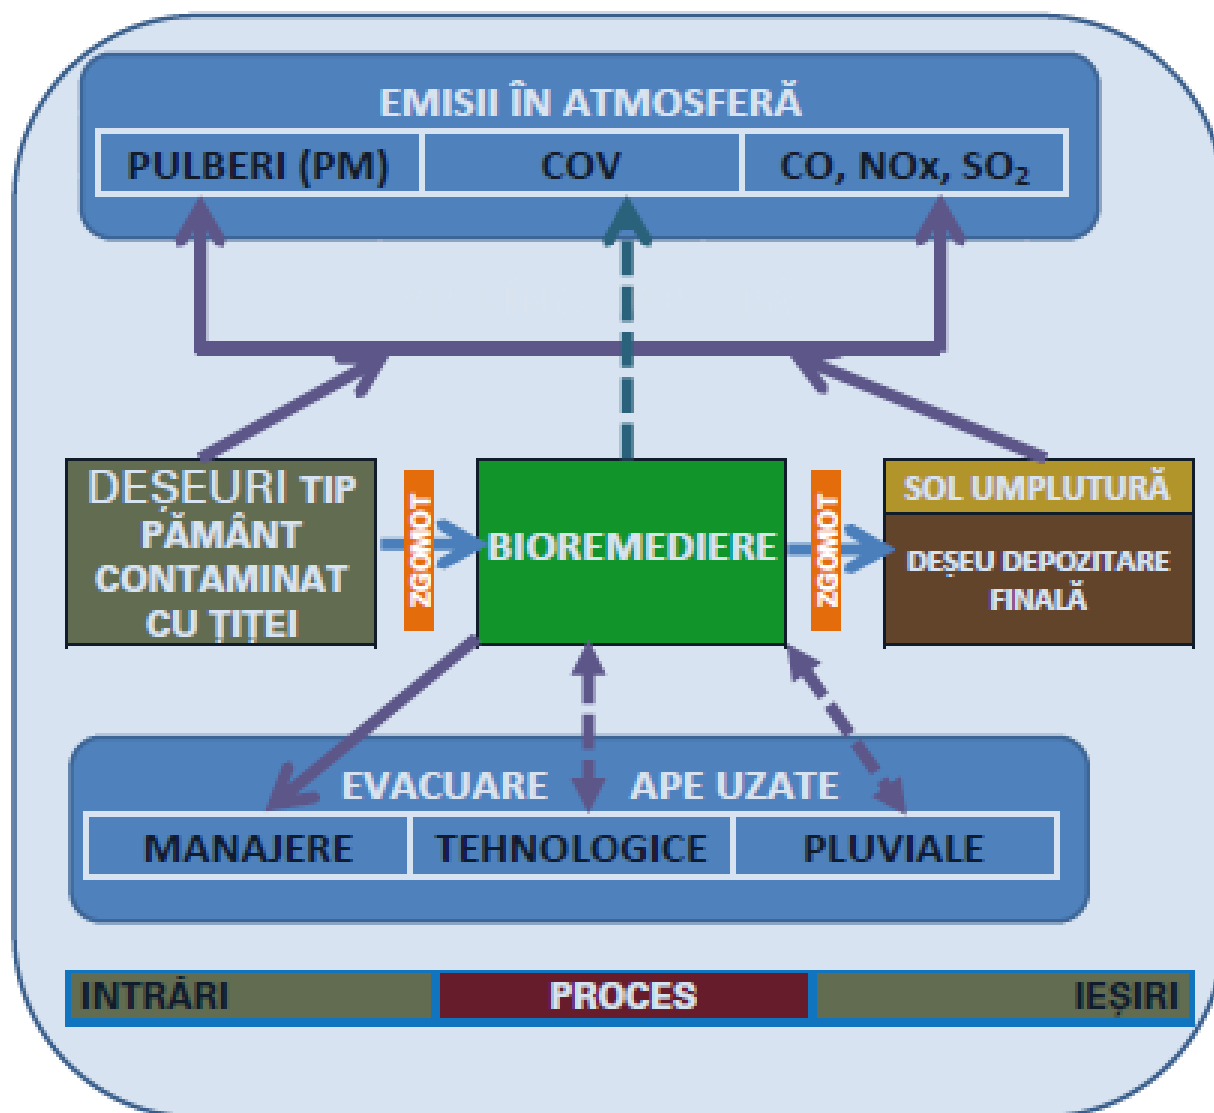 EMISII ÎN ATMOSFERĂ
PULBERI (PM) COV CO, NOx, SO₂
DEȘEURI TIP
PĂMÂNT
CONTAMINAT
CU ȚIȚEI
ZGOMOT
BIOREMEDIERE
ZGOMOT
SOL UMPLUTURĂ
DEȘEU DEPOZITARE
FINALĂ
EVACUARE APE UZATE
MANAJERE TEHNOLOGICE PLUVIALE
INTRĂRI PROCES IEȘIRI